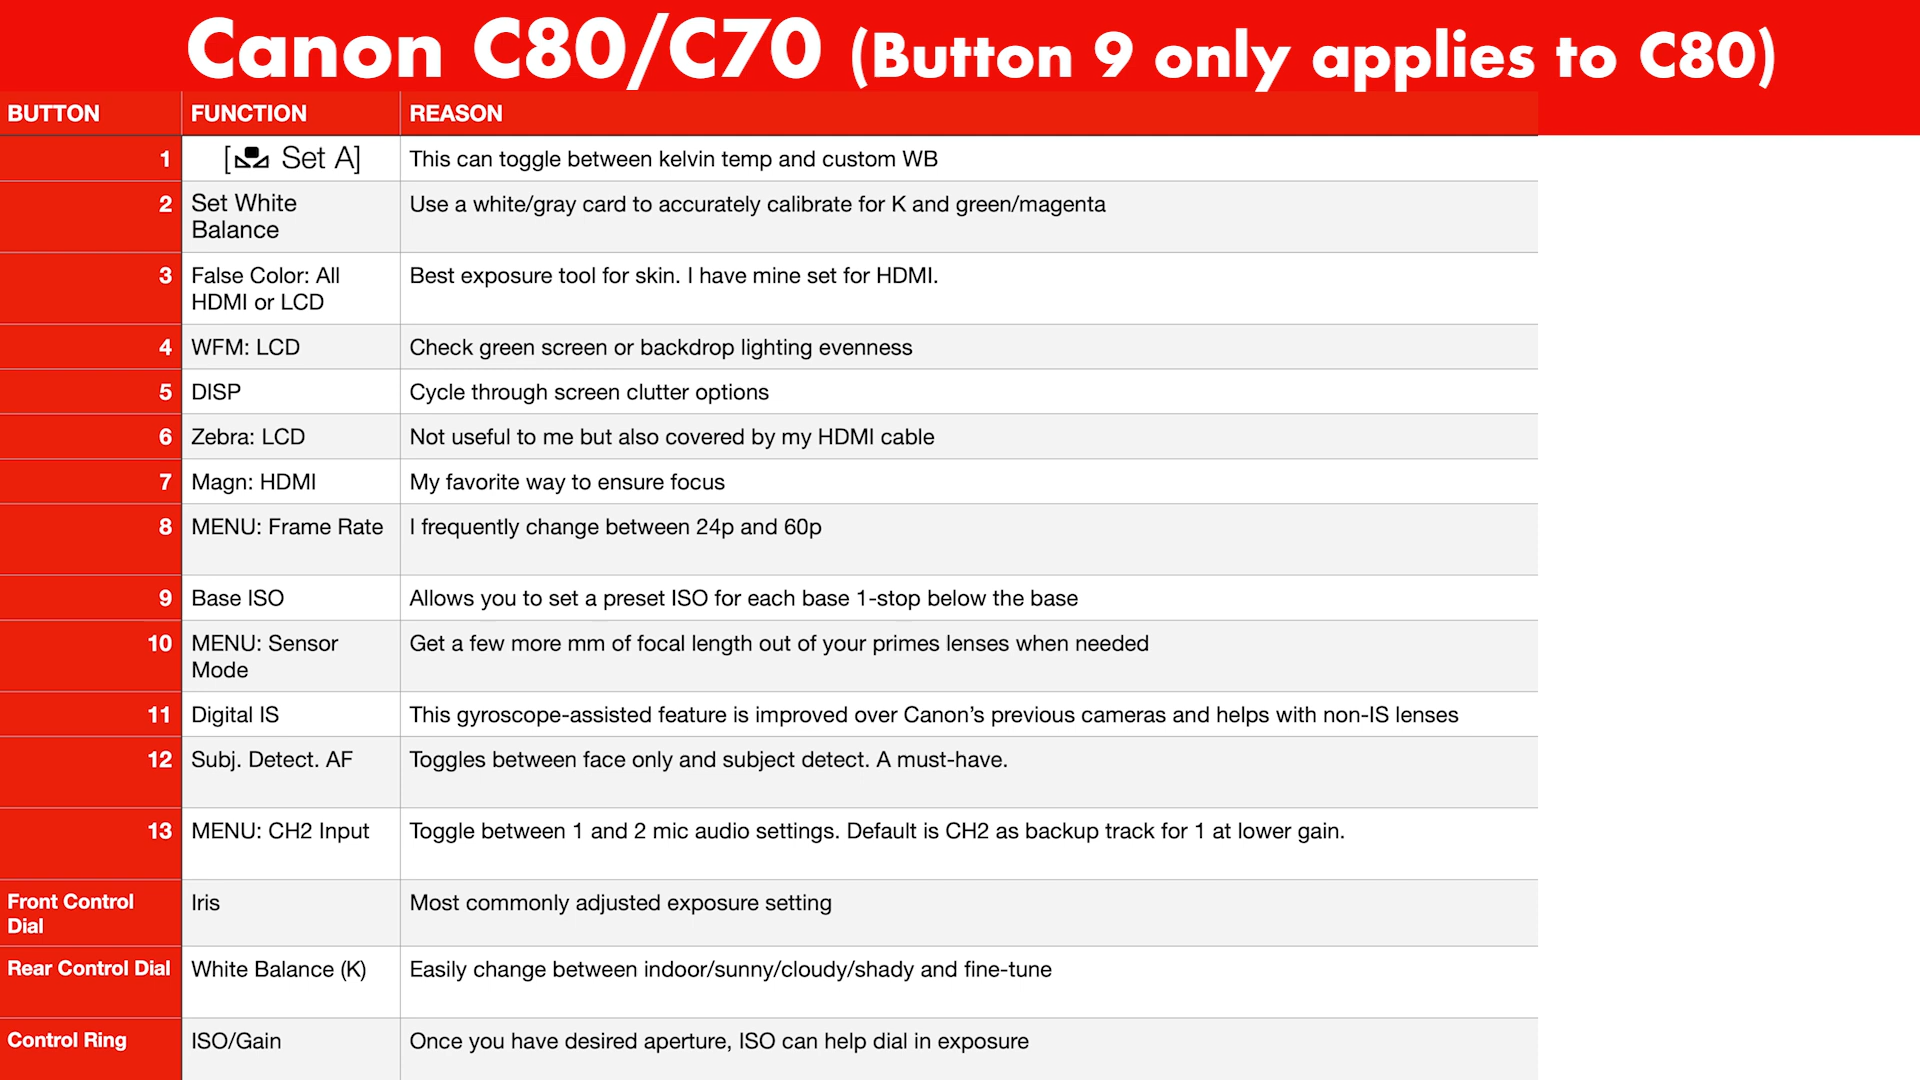 Canon C80/C70 (Button 9 only applies to C80)
BUTTON FUNCTION REASON
1 [ Set A] This can toggle between kelvin temp and custom WB
2 Set White Use a white/gray card to accurately calibrate for K and green/magenta
Balance
3 False Color: All Best exposure tool for skin. I have mine set for HDMI.
HDMI or LCD
4 WFM: LCD Check green screen or backdrop lighting evenness
5 DISP Cycle through screen clutter options
6 Zebra: LCD Not useful to me but also covered by my HDMI cable
7 Magn: HDMI My favorite way to ensure focus
8 MENU: Frame Rate I frequently change between 24p and 60p
9 Base ISO Allows you to set a preset ISO for each base 1-stop below the base
10 MENU: Sensor Get a few more mm of focal length out of your primes lenses when needed
Mode
11 Digital IS This gyroscope-assisted feature is improved over Canon’s previous cameras and helps with non-IS lenses
12 Subj. Detect. AF Toggles between face only and subject detect. A must-have.
13 MENU: CH2 Input Toggle between 1 and 2 mic audio settings. Default is CH2 as backup track for 1 at lower gain.
Front Control Iris Most commonly adjusted exposure setting
Dial
Rear Control Dial White Balance (K) Easily change between indoor/sunny/cloudy/shady and fine-tune
Control Ring ISO/Gain Once you have desired aperture, ISO can help dial in exposure